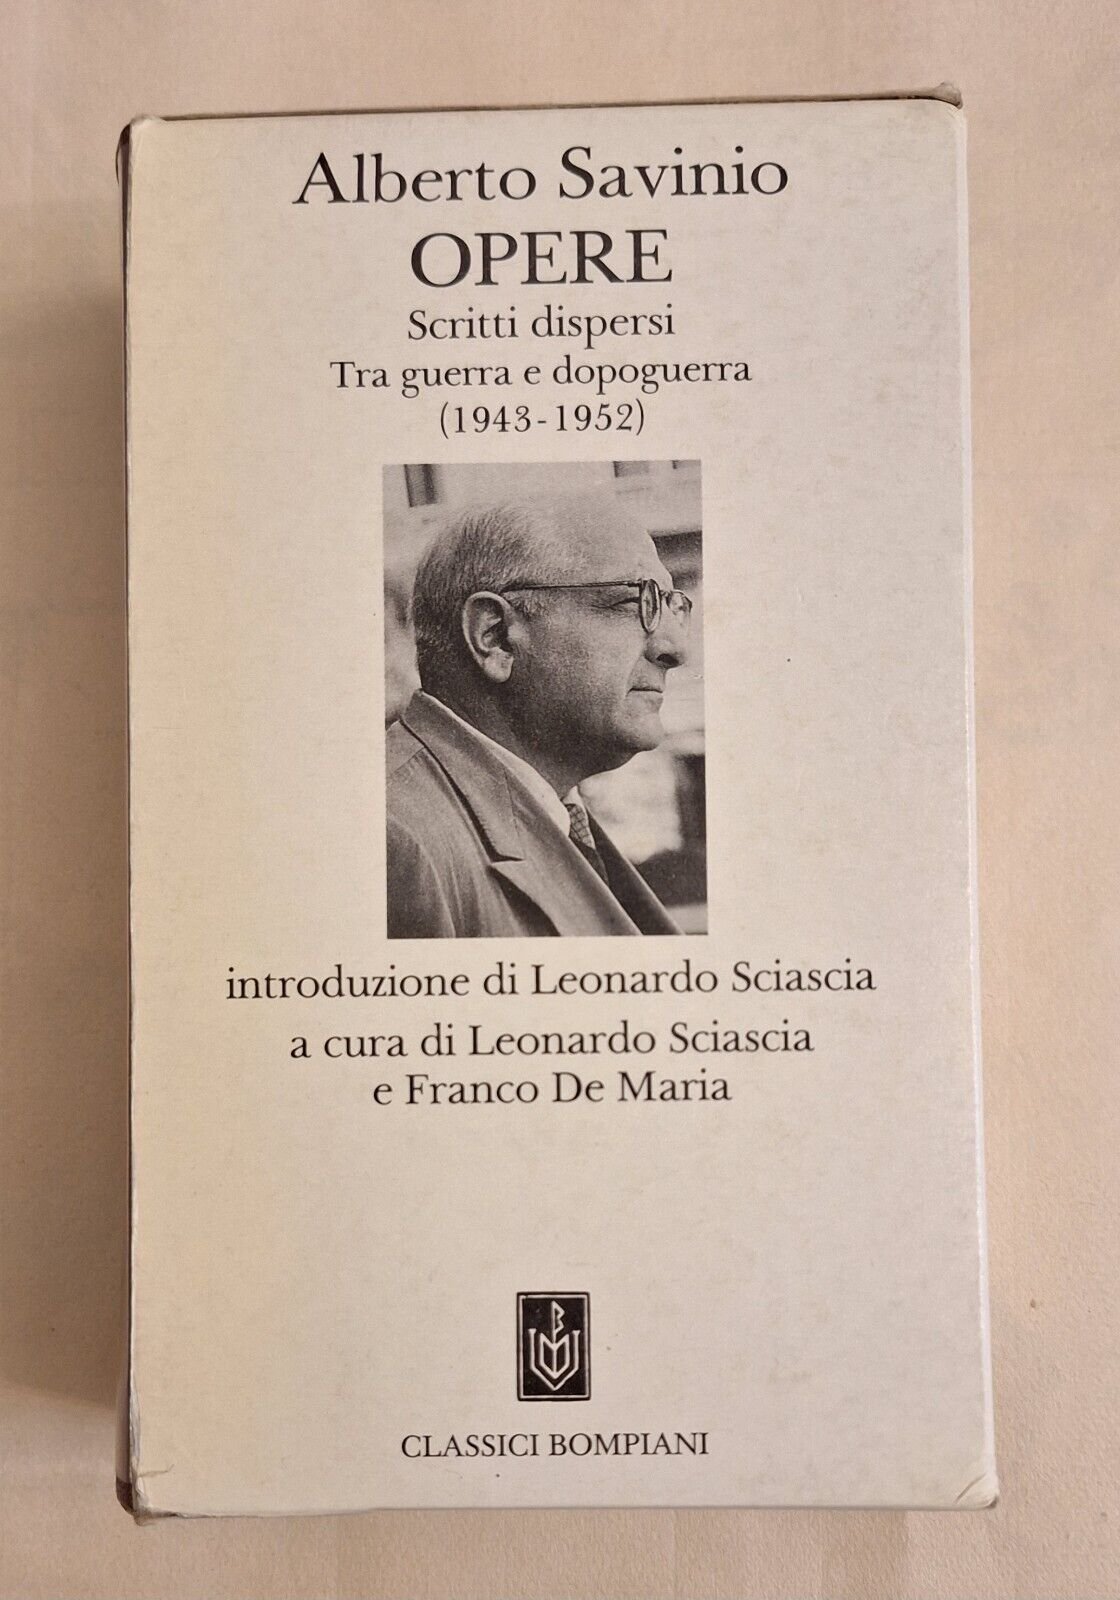 Alberto Savinio
OPERE
Scritti dispersi
Tra guerra e dopoguerra
(1943-1952)
introduzione di Leonardo Sciascia
a cura di Leonardo Sciascia
e Franco De Maria
B
CLASSICI BOMPIANI